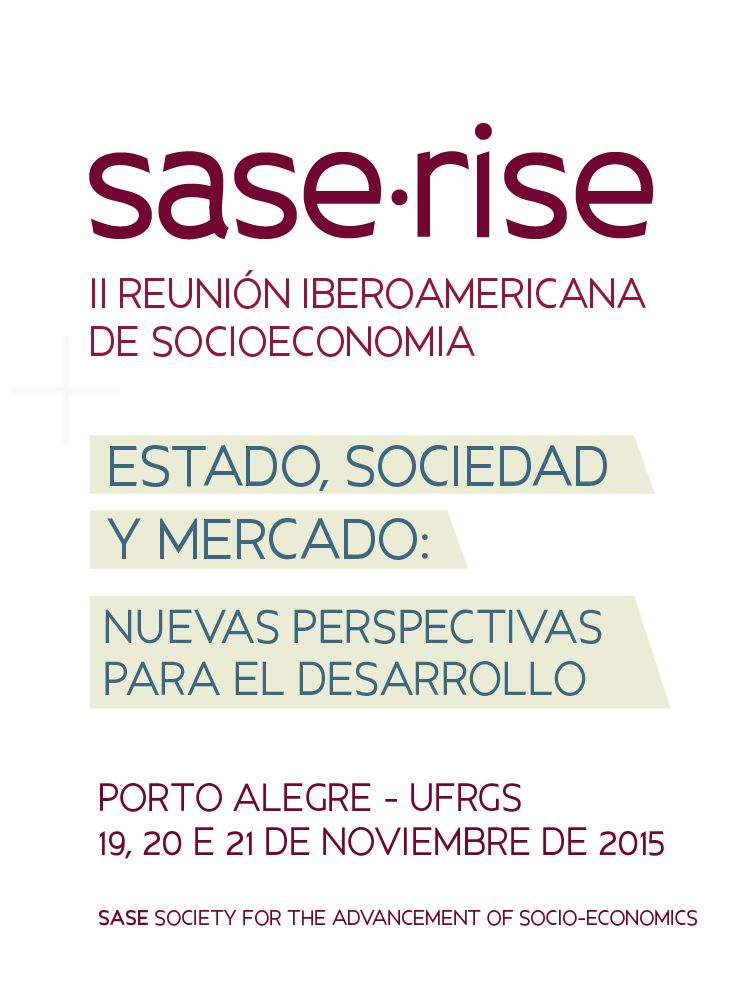 sase·rise
II REUNIÓN IBEROAMERICANA
DE SOCIOECONOMIA
ESTADO, SOCIEDAD
Y MERCADO:
NUEVAS PERSPECTIVAS
PARA EL DESARROLLO
PORTO ALEGRE - UFRGS
19, 20 E 21 DE NOVIEMBRE DE 2015
SASE SOCIETY FOR THE ADVANCEMENT OF SOCIO-ECONOMICS